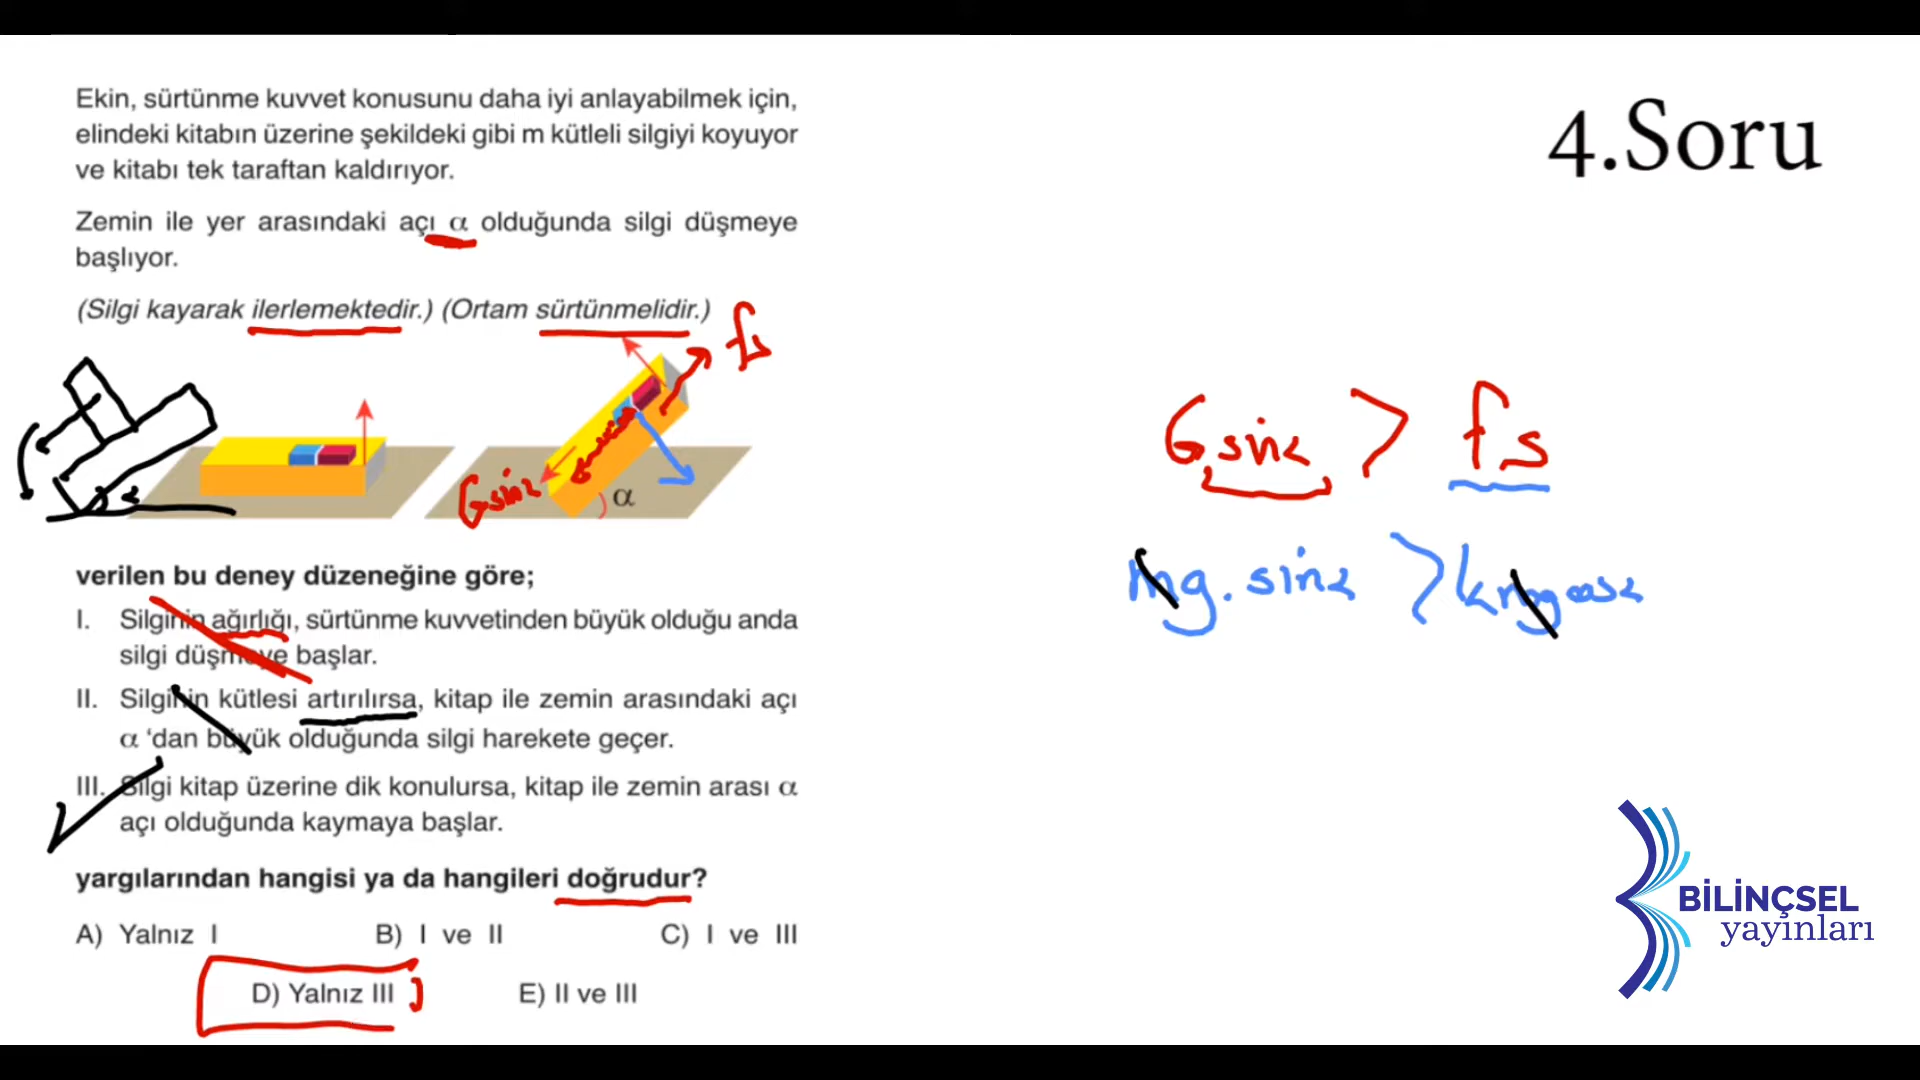 4.Soru
Ekin, sürtünme kuvvet konusunu daha iyi anlayabilmek için,
elindeki kitabın üzerine şekildeki gibi m kütleli silgiyi koyuyor
ve kitabı tek taraftan kaldırıyor.
Zemin ile yer arasındaki açı α olduğunda silgi düşmeye
başlıyor.
(Silgi kayarak ilerlemektedir.) (Ortam sürtünmelidir.)
fs
Gsinα
α
α
verilen bu deney düzeneğine göre;
I. Silginin ağırlığı, sürtünme kuvvetinden büyük olduğu anda
silgi düşmeye başlar.
II. Silginin kütlesi artırılırsa, kitap ile zemin arasındaki açı
α 'dan büyük olduğunda silgi harekete geçer.
III. Silgi kitap üzerine dik konulursa, kitap ile zemin arası α
açı olduğunda kaymaya başlar.
yargılarından hangisi ya da hangileri doğrudur?
A) Yalnız I B) I ve II C) I ve III
D) Yalnız III E) II ve III
Gsinα > fs
mg.sinα > kmgcosα
BİLİNÇSEL
yayınları